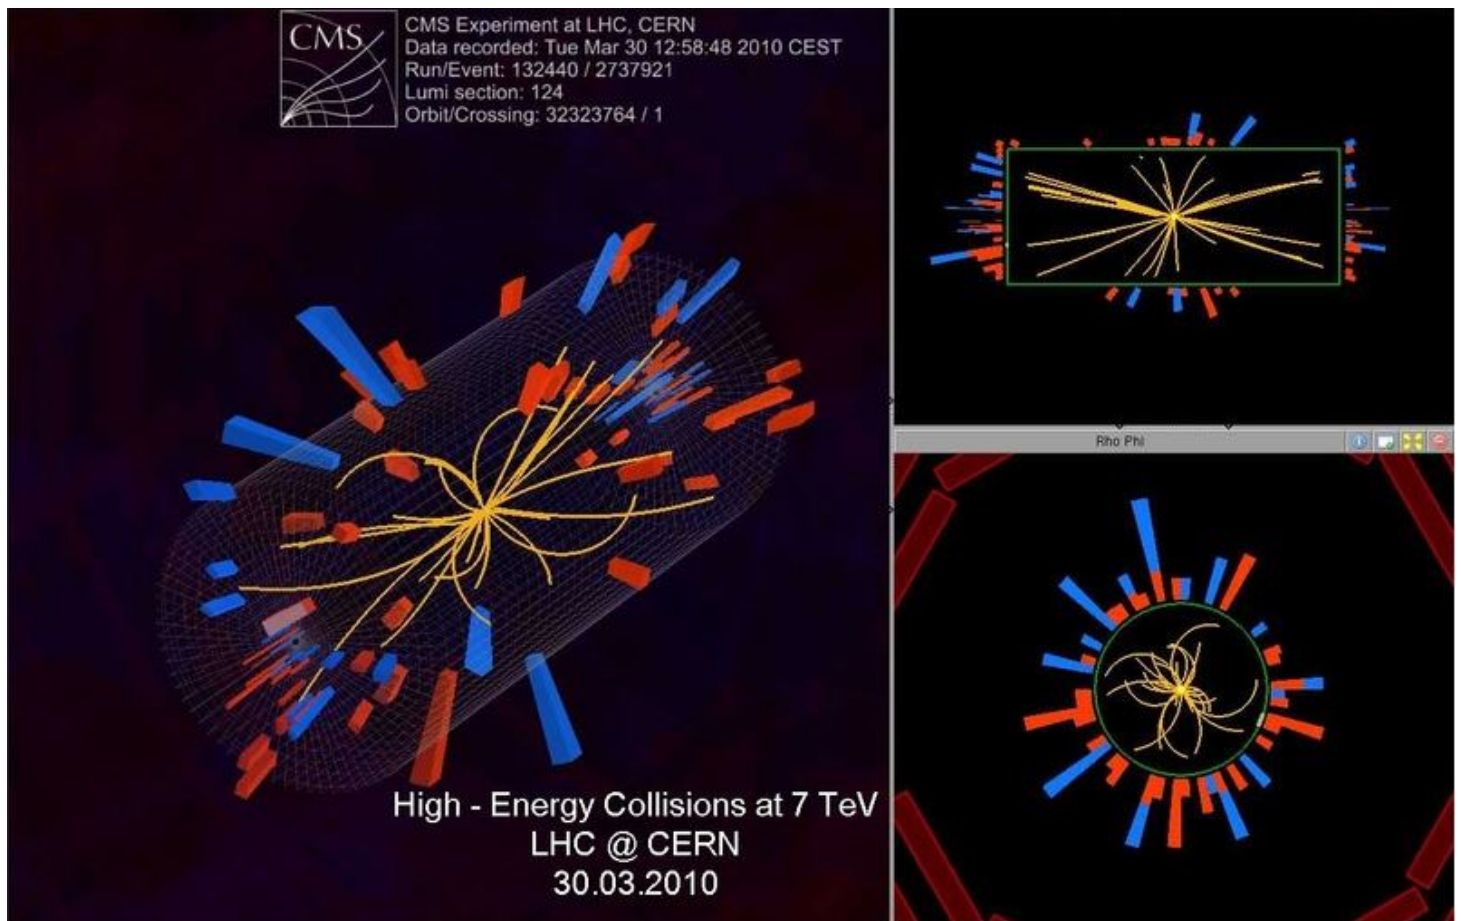 CMS
CMS Experiment at LHC, CERN
Data recorded: Tue Mar 30 12:58:48 2010 CEST
Run/Event: 132440 / 2737921
Lumi section: 124
Orbit/Crossing: 32323764 / 1
Rho Phi
High - Energy Collisions at 7 TeV
LHC @ CERN
30.03.2010